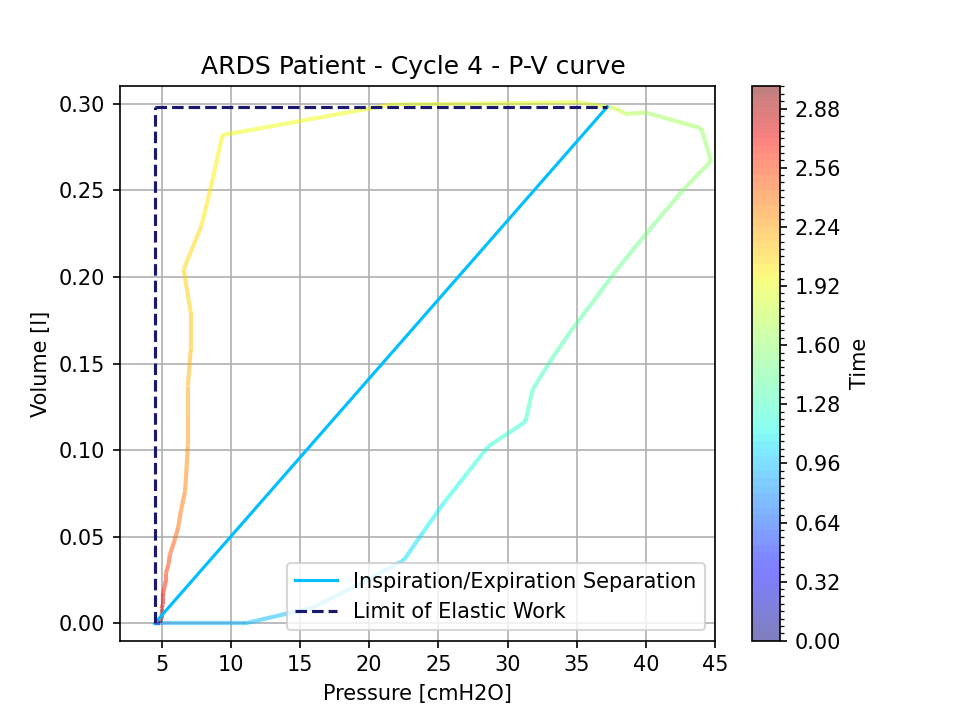 ARDS Patient - Cycle 4 - P-V curve
0.30
0.25
0.20
0.15
0.10
0.05
0.00
Volume [l]
5 10 15 20 25 30 35 40 45
Pressure [cmH2O]
Inspiration/Expiration Separation
Limit of Elastic Work
2.88
2.56
2.24
1.92
1.60
1.28
0.96
0.64
0.32
0.00
Time